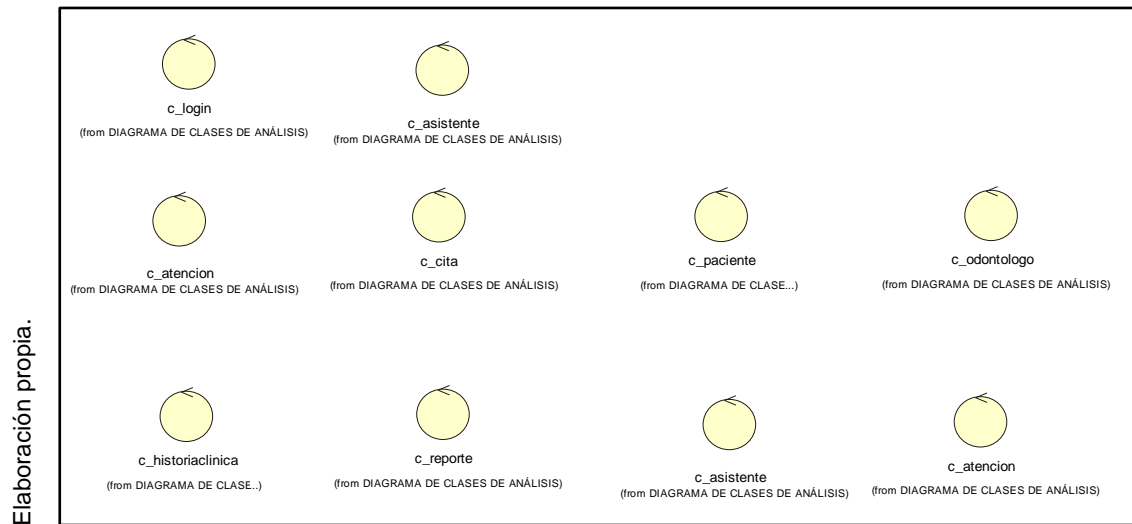 c_login
(from DIAGRAMA DE CLASES DE ANÁLISIS)
c_asistente
(from DIAGRAMA DE CLASES DE ANÁLISIS)
c_atencion
(from DIAGRAMA DE CLASES DE ANÁLISIS)
c_cita
(from DIAGRAMA DE CLASES DE ANÁLISIS)
c_paciente
(from DIAGRAMA DE CLASE...)
c_odontologo
(from DIAGRAMA DE CLASES DE ANÁLISIS)
c_historiaclinica
(from DIAGRAMA DE CLASE...)
c_reporte
(from DIAGRAMA DE CLASES DE ANÁLISIS)
c_asistente
(from DIAGRAMA DE CLASES DE ANÁLISIS)
c_atencion
(from DIAGRAMA DE CLASES DE ANÁLISIS)
Elaboración propia.